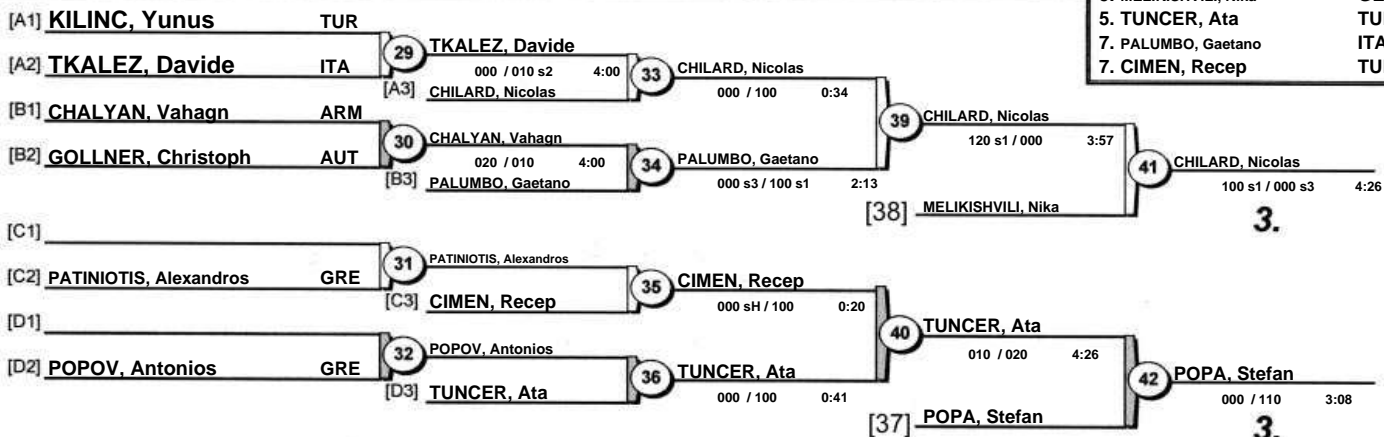 [A1] KILINC, Yunus TUR
[A2] TKALEZ, Davide ITA
29 TKALEZ, Davide
000 / 010 s2 4:00
[A3] CHILARD, Nicolas
33 CHILARD, Nicolas
000 / 100 0:34
[B1] CHALYAN, Vahagn ARM
[B2] GOLLNER, Christoph AUT
30 CHALYAN, Vahagn
020 / 010 4:00
[B3] PALUMBO, Gaetano
34 PALUMBO, Gaetano
000 s3 / 100 s1 2:13
39 CHILARD, Nicolas
120 s1 / 000 3:57
[38] MELIKISHVILI, Nika
41 CHILARD, Nicolas
100 s1 / 000 s3 4:26
3.
[C1]
[C2] PATINIOTIS, Alexandros GRE
31 PATINIOTIS, Alexandros
[C3] CIMEN, Recep
35 CIMEN, Recep
000 sH / 100 0:20
[D1]
[D2] POPOV, Antonios GRE
32 POPOV, Antonios
[D3] TUNCER, Ata
36 TUNCER, Ata
000 / 100 0:41
40 TUNCER, Ata
010 / 020 4:26
[37] POPA, Stefan
42 POPA, Stefan
000 / 110 3:08
3.
5. TUNCER, Ata TU
7. PALUMBO, Gaetano ITA
7. CIMEN, Recep TU